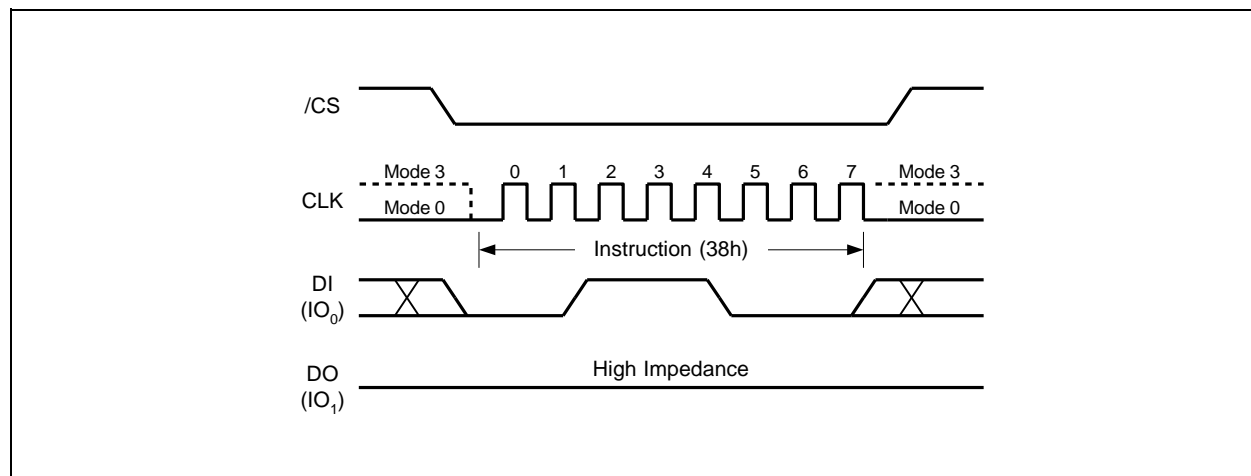 /CS
Mode 3 0 1 2 3 4 5 6 7 Mode 3
CLK
Mode 0 Mode 0
Instruction (38h)
DI
(IO0)
High Impedance
DO
(IO1)